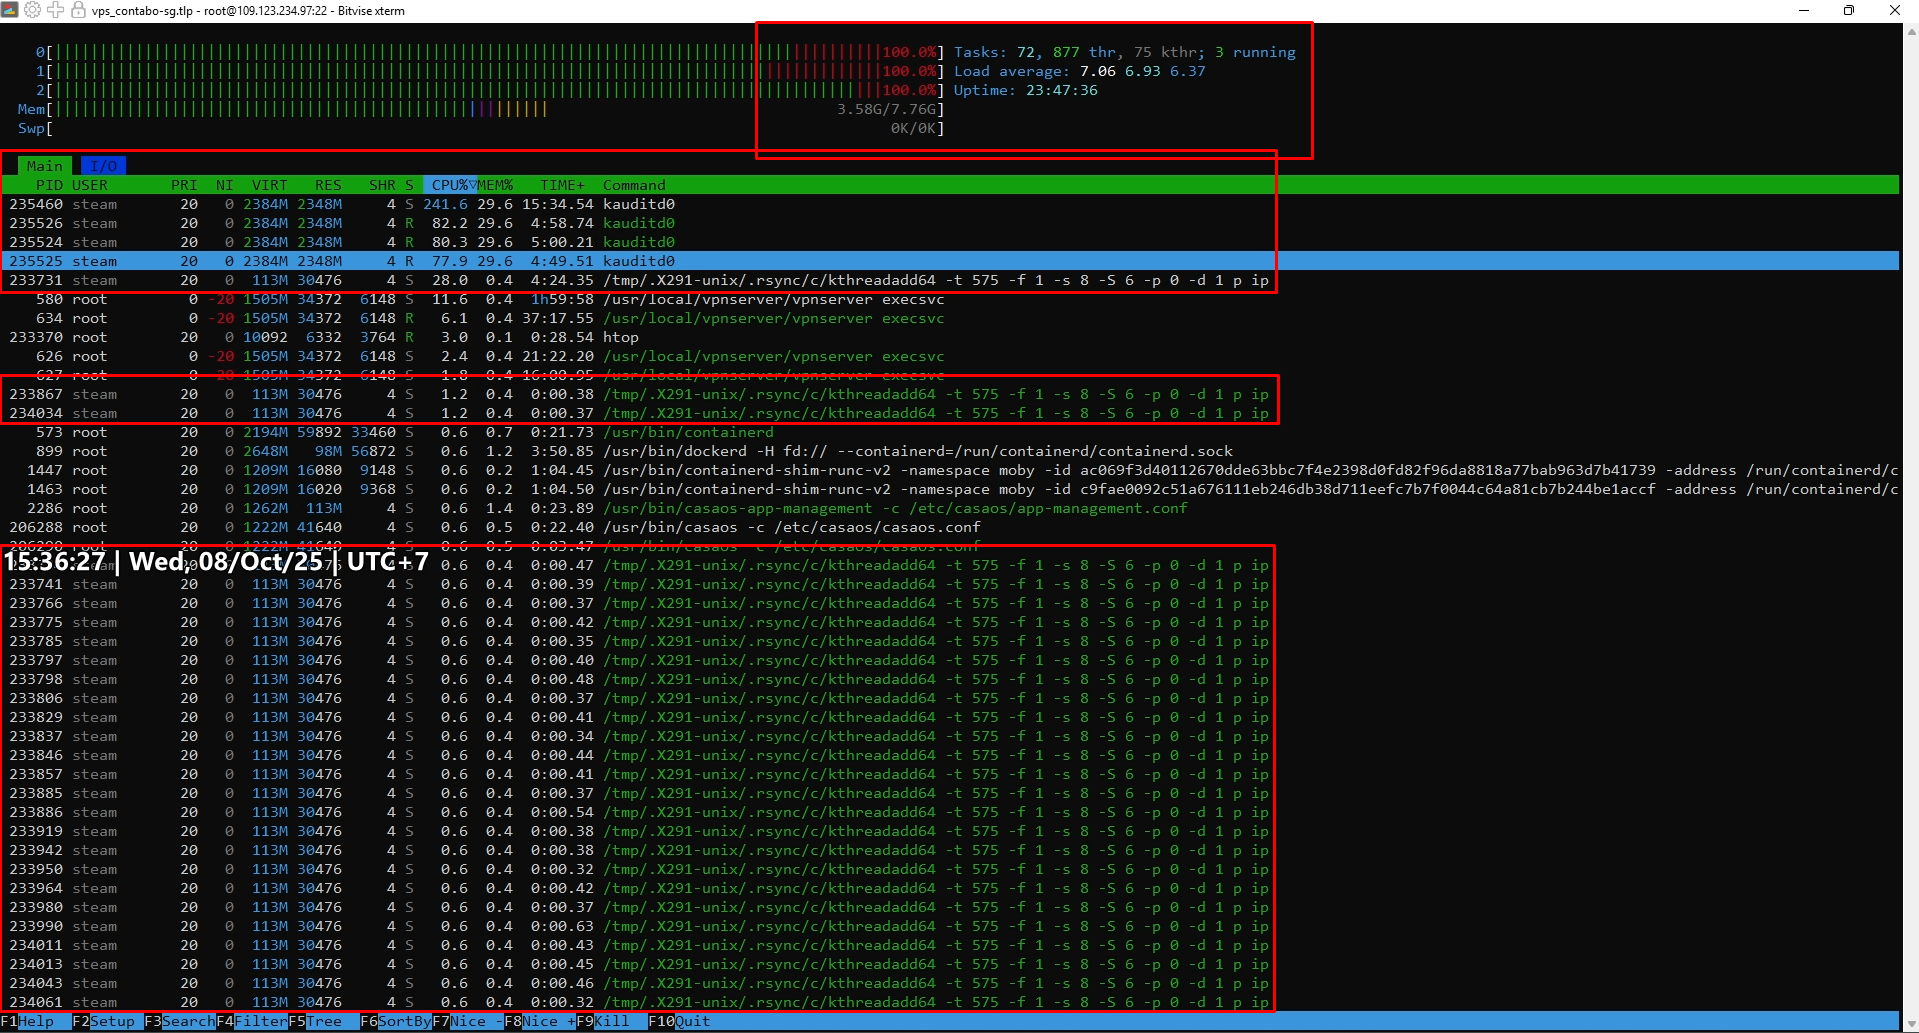 vps_contabo-sg.tlp - root@109.123.234.97:22 - Bitvise xterm
0[100.0%] Tasks: 72, 877 thr, 75 kthr; 3 running
1[100.0%] Load average: 7.06 6.93 6.37
2[100.0%] Uptime: 23:47:36
Mem[3.58G/7.76G]
Swp[0K/0K]
Main I/O
PID USER PRI NI VIRT RES SHR S CPU%▽MEM% TIME+ Command
235460 steam 20 0 2384M 2348M 4 S 241.6 29.6 15:34.54 kauditd0
235526 steam 20 0 2384M 2348M 4 R 82.2 29.6 4:58.74 kauditd0
235524 steam 20 0 2384M 2348M 4 R 80.3 29.6 5:00.21 kauditd0
235525 steam 20 0 2384M 2348M 4 R 77.9 29.6 4:49.51 kauditd0
233731 steam 20 0 113M 30476 4 S 28.0 0.4 4:24.35 /tmp/.X291-unix/.rsync/c/kthreadadd64 -t 575 -f 1 -s 8 -S 6 -p 0 -d 1 p ip
580 root 0 -20 1505M 34372 6148 S 11.6 0.4 1h59:58 /usr/local/vpnserver/vpnserver execsvc
634 root 0 -20 1505M 34372 6148 R 6.1 0.4 37:17.55 /usr/local/vpnserver/vpnserver execsvc
233370 root 20 0 10092 6332 3764 R 3.0 0.1 0:28.54 htop
626 root 0 -20 1505M 34372 6148 S 2.4 0.4 21:22.20 /usr/local/vpnserver/vpnserver execsvc
627 root 0 -20 1505M 34372 6148 S 1.8 0.4 16:00.95 /usr/local/vpnserver/vpnserver execsvc
233867 steam 20 0 113M 30476 4 S 1.2 0.4 0:00.38 /tmp/.X291-unix/.rsync/c/kthreadadd64 -t 575 -f 1 -s 8 -S 6 -p 0 -d 1 p ip
234034 steam 20 0 113M 30476 4 S 1.2 0.4 0:00.37 /tmp/.X291-unix/.rsync/c/kthreadadd64 -t 575 -f 1 -s 8 -S 6 -p 0 -d 1 p ip
573 root 20 0 2194M 59892 33460 S 0.6 0.7 0:21.73 /usr/bin/containerd
899 root 20 0 2648M 98M 56872 S 0.6 1.2 3:50.85 /usr/bin/dockerd -H fd:// --containerd=/run/containerd/containerd.sock
1447 root 20 0 1209M 16080 9148 S 0.6 0.2 1:04.45 /usr/bin/containerd-shim-runc-v2 -namespace moby -id ac069f3d40112670dde63bbc7f4e2398d0fd82f96da8818a77bab963d7b41739 -address /run/containerd/c
1463 root 20 0 1209M 16020 9368 S 0.6 0.2 1:04.50 /usr/bin/containerd-shim-runc-v2 -namespace moby -id c9fae0092c51a676111eb246db38d711eefc7b7f0044c64a81cb7b244be1accf -address /run/containerd/c
2286 root 20 0 1262M 113M 4 S 0.6 1.4 0:23.89 /usr/bin/casaos-app-management -c /etc/casaos/app-management.conf
206288 root 20 0 1222M 41640 4 S 0.6 0.5 0:22.40 /usr/bin/casaos -c /etc/casaos/casaos.conf
206290 root 20 0 1222M 41640 4 S 0.6 0.5 0:03.47 /usr/bin/casaos -c /etc/casaos/casaos.conf
15:36:27 | Wed, 08/Oct/25 | UTC+7
0.6 0.4 0:00.47 /tmp/.X291-unix/.rsync/c/kthreadadd64 -t 575 -f 1 -s 8 -S 6 -p 0 -d 1 p ip
233741 steam 20 0 113M 30476 4 S 0.6 0.4 0:00.39 /tmp/.X291-unix/.rsync/c/kthreadadd64 -t 575 -f 1 -s 8 -S 6 -p 0 -d 1 p ip
233766 steam 20 0 113M 30476 4 S 0.6 0.4 0:00.37 /tmp/.X291-unix/.rsync/c/kthreadadd64 -t 575 -f 1 -s 8 -S 6 -p 0 -d 1 p ip
233775 steam 20 0 113M 30476 4 S 0.6 0.4 0:00.42 /tmp/.X291-unix/.rsync/c/kthreadadd64 -t 575 -f 1 -s 8 -S 6 -p 0 -d 1 p ip
233785 steam 20 0 113M 30476 4 S 0.6 0.4 0:00.35 /tmp/.X291-unix/.rsync/c/kthreadadd64 -t 575 -f 1 -s 8 -S 6 -p 0 -d 1 p ip
233797 steam 20 0 113M 30476 4 S 0.6 0.4 0:00.40 /tmp/.X291-unix/.rsync/c/kthreadadd64 -t 575 -f 1 -s 8 -S 6 -p 0 -d 1 p ip
233798 steam 20 0 113M 30476 4 S 0.6 0.4 0:00.48 /tmp/.X291-unix/.rsync/c/kthreadadd64 -t 575 -f 1 -s 8 -S 6 -p 0 -d 1 p ip
233806 steam 20 0 113M 30476 4 S 0.6 0.4 0:00.37 /tmp/.X291-unix/.rsync/c/kthreadadd64 -t 575 -f 1 -s 8 -S 6 -p 0 -d 1 p ip
233829 steam 20 0 113M 30476 4 S 0.6 0.4 0:00.41 /tmp/.X291-unix/.rsync/c/kthreadadd64 -t 575 -f 1 -s 8 -S 6 -p 0 -d 1 p ip
233837 steam 20 0 113M 30476 4 S 0.6 0.4 0:00.34 /tmp/.X291-unix/.rsync/c/kthreadadd64 -t 575 -f 1 -s 8 -S 6 -p 0 -d 1 p ip
233846 steam 20 0 113M 30476 4 S 0.6 0.4 0:00.44 /tmp/.X291-unix/.rsync/c/kthreadadd64 -t 575 -f 1 -s 8 -S 6 -p 0 -d 1 p ip
233857 steam 20 0 113M 30476 4 S 0.6 0.4 0:00.41 /tmp/.X291-unix/.rsync/c/kthreadadd64 -t 575 -f 1 -s 8 -S 6 -p 0 -d 1 p ip
233885 steam 20 0 113M 30476 4 S 0.6 0.4 0:00.37 /tmp/.X291-unix/.rsync/c/kthreadadd64 -t 575 -f 1 -s 8 -S 6 -p 0 -d 1 p ip
233886 steam 20 0 113M 30476 4 S 0.6 0.4 0:00.54 /tmp/.X291-unix/.rsync/c/kthreadadd64 -t 575 -f 1 -s 8 -S 6 -p 0 -d 1 p ip
233919 steam 20 0 113M 30476 4 S 0.6 0.4 0:00.38 /tmp/.X291-unix/.rsync/c/kthreadadd64 -t 575 -f 1 -s 8 -S 6 -p 0 -d 1 p ip
233942 steam 20 0 113M 30476 4 S 0.6 0.4 0:00.38 /tmp/.X291-unix/.rsync/c/kthreadadd64 -t 575 -f 1 -s 8 -S 6 -p 0 -d 1 p ip
233950 steam 20 0 113M 30476 4 S 0.6 0.4 0:00.32 /tmp/.X291-unix/.rsync/c/kthreadadd64 -t 575 -f 1 -s 8 -S 6 -p 0 -d 1 p ip
233964 steam 20 0 113M 30476 4 S 0.6 0.4 0:00.42 /tmp/.X291-unix/.rsync/c/kthreadadd64 -t 575 -f 1 -s 8 -S 6 -p 0 -d 1 p ip
233980 steam 20 0 113M 30476 4 S 0.6 0.4 0:00.37 /tmp/.X291-unix/.rsync/c/kthreadadd64 -t 575 -f 1 -s 8 -S 6 -p 0 -d 1 p ip
233990 steam 20 0 113M 30476 4 S 0.6 0.4 0:00.63 /tmp/.X291-unix/.rsync/c/kthreadadd64 -t 575 -f 1 -s 8 -S 6 -p 0 -d 1 p ip
234011 steam 20 0 113M 30476 4 S 0.6 0.4 0:00.43 /tmp/.X291-unix/.rsync/c/kthreadadd64 -t 575 -f 1 -s 8 -S 6 -p 0 -d 1 p ip
234013 steam 20 0 113M 30476 4 S 0.6 0.4 0:00.45 /tmp/.X291-unix/.rsync/c/kthreadadd64 -t 575 -f 1 -s 8 -S 6 -p 0 -d 1 p ip
234043 steam 20 0 113M 30476 4 S 0.6 0.4 0:00.46 /tmp/.X291-unix/.rsync/c/kthreadadd64 -t 575 -f 1 -s 8 -S 6 -p 0 -d 1 p ip
234061 steam 20 0 113M 30476 4 S 0.6 0.4 0:00.32 /tmp/.X291-unix/.rsync/c/kthreadadd64 -t 575 -f 1 -s 8 -S 6 -p 0 -d 1 p ip
F1Help F2Setup F3SearchF4FilterF5Tree F6SortByF7Nice -F8Nice +F9Kill F10Quit